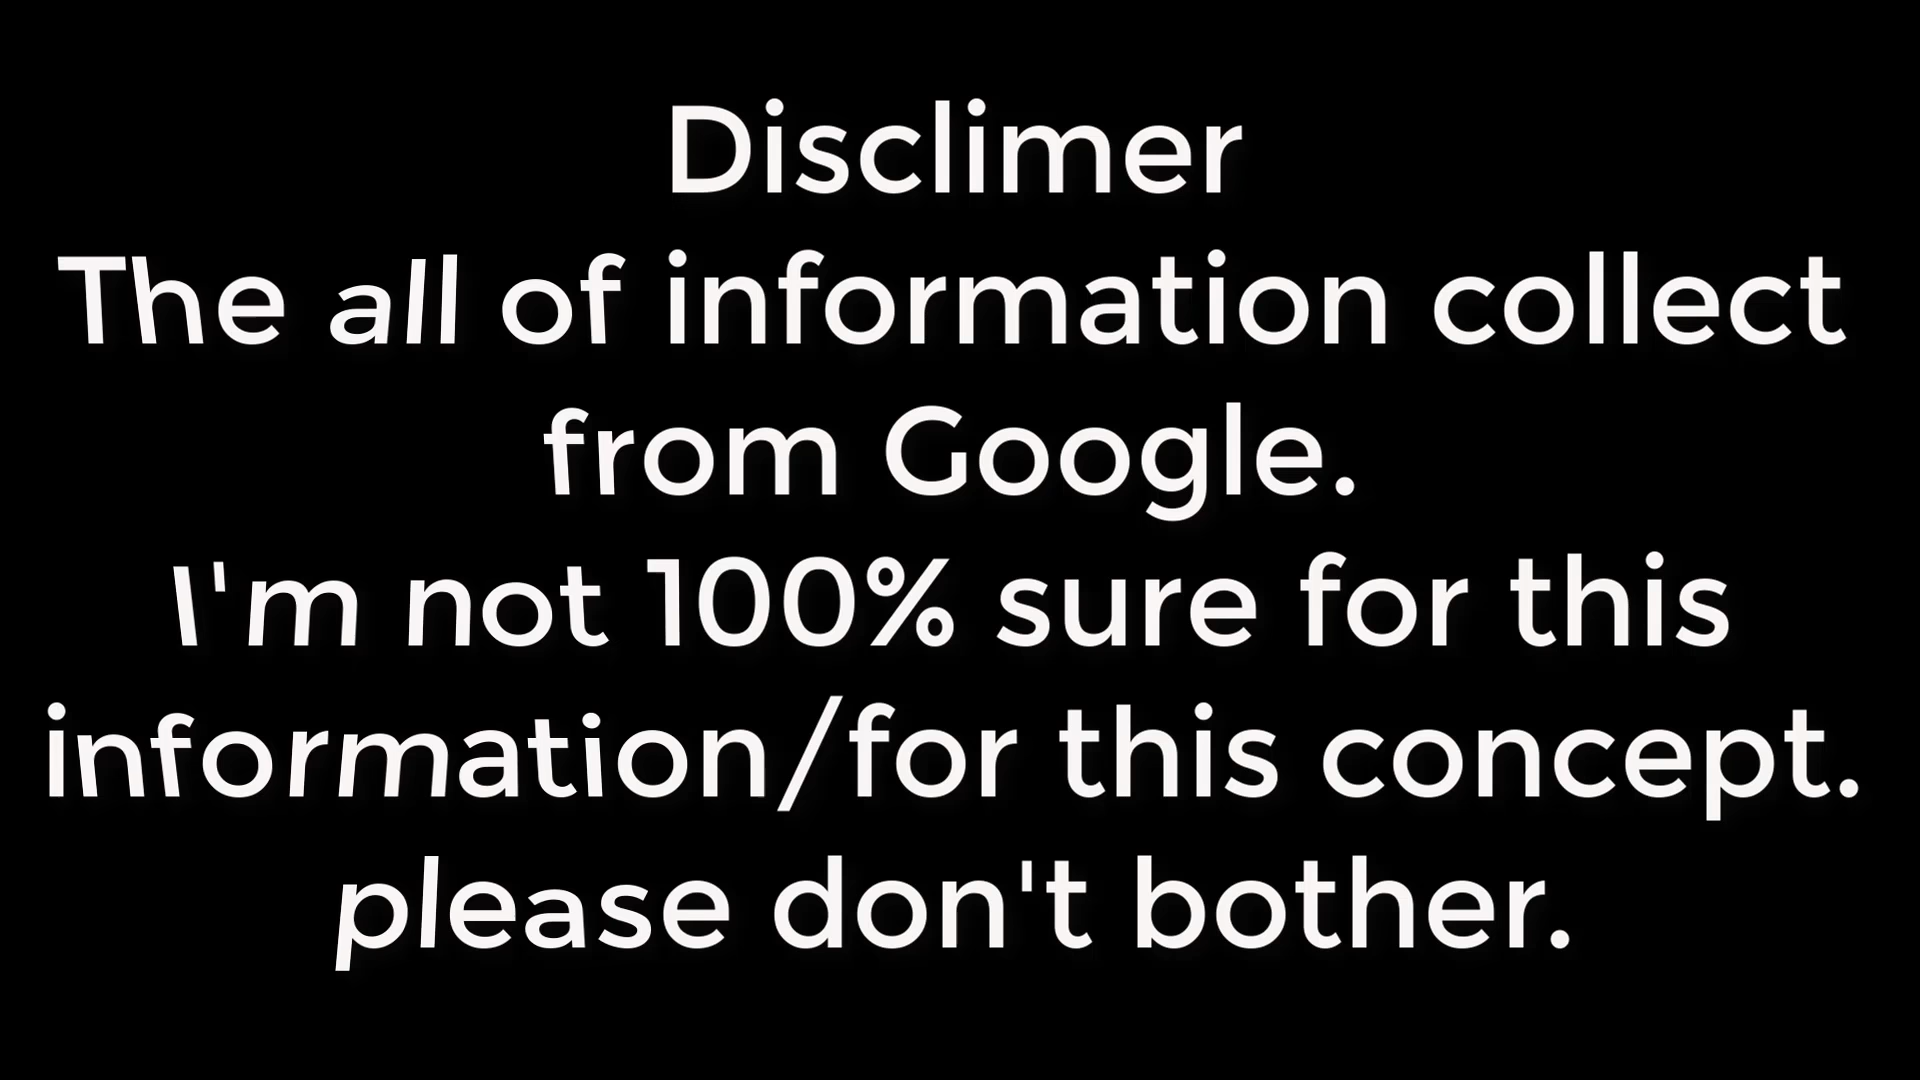 Disclimer
The all of information collect
from Google.
I'm not 100% sure for this
information/for this concept.
please don't bother.